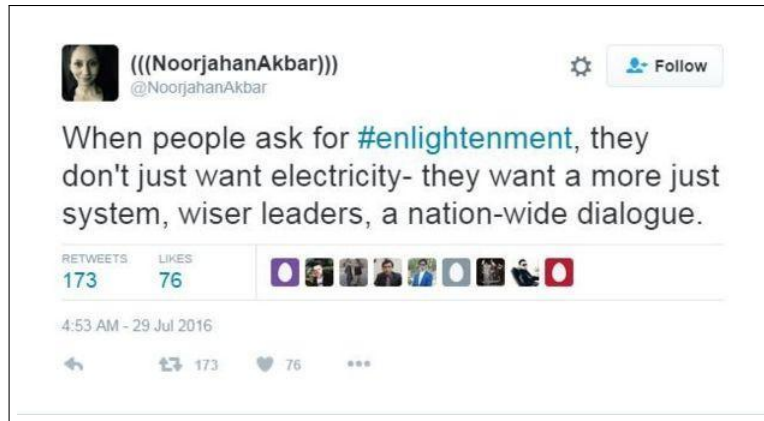 (((NoorjahanAkbar)))
Follow
@NoorjahanAkbar
When people ask for #enlightenment, they
don't just want electricity- they want a more just
system, wiser leaders, a nation-wide dialogue.
RETWEETS LIKES
173 76
4:53 AM - 29 Jul 2016
173 76